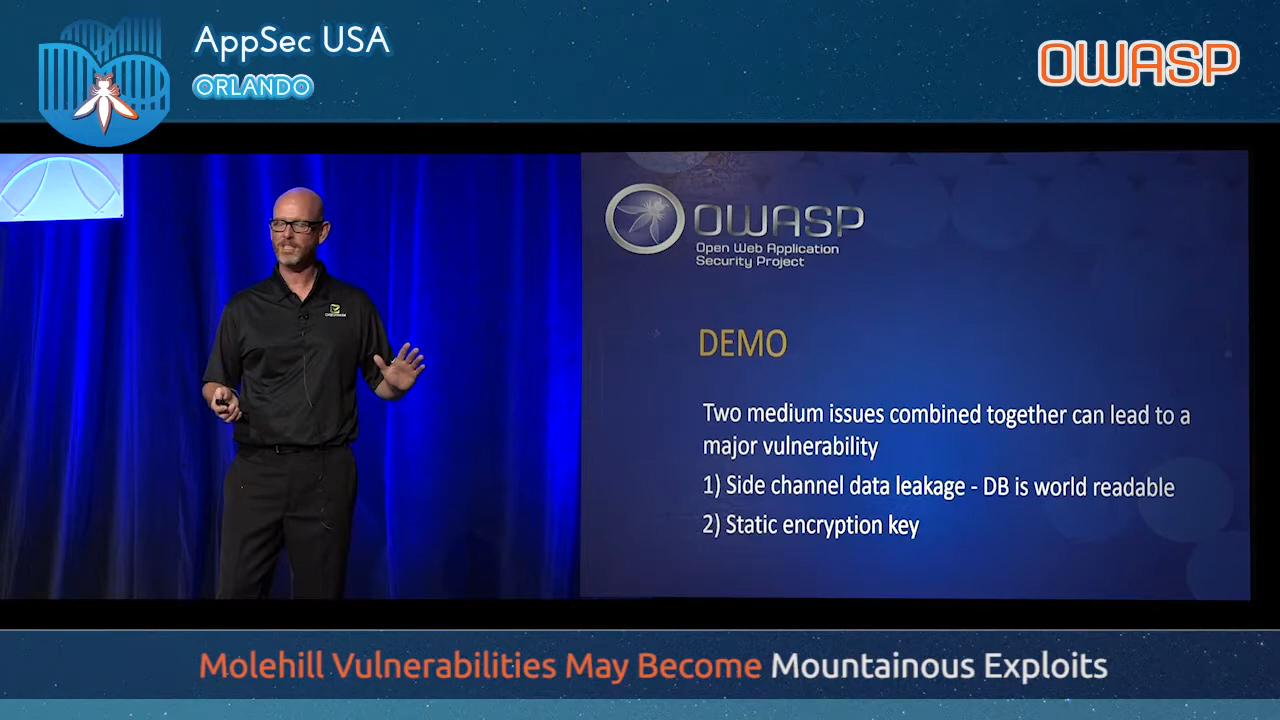 AppSec USA
ORLANDO
OWASP
OWASP
Open Web Application
Security Project
DEMO
Two medium issues combined together can lead to a
major vulnerability
1) Side channel data leakage - DB is world readable
2) Static encryption key
Molehill Vulnerabilities May Become Mountainous Exploits